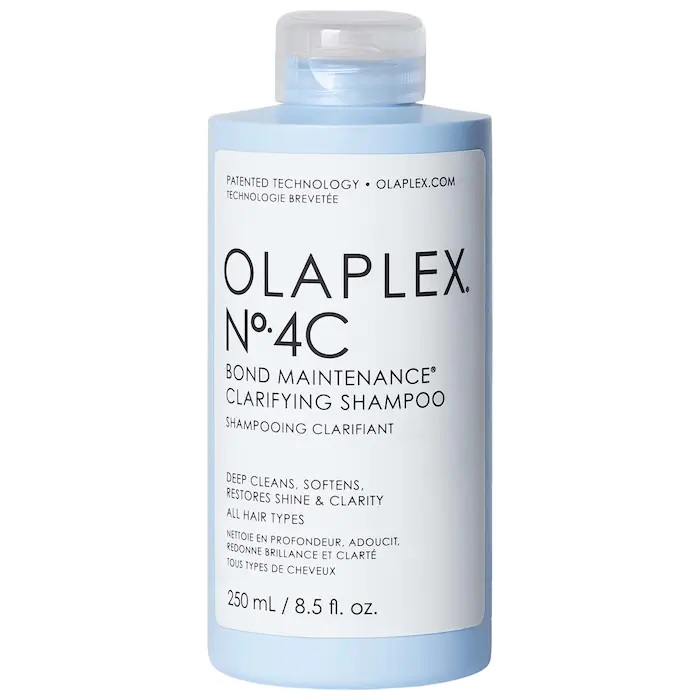 PATENTED TECHNOLOGY • OLAPLEX.COM
TECHNOLOGIE BREVETÉE
OLAPLEX®
Nº.4C
BOND MAINTENANCE®
CLARIFYING SHAMPOO
SHAMPOOING CLARIFIANT
DEEP CLEANS, SOFTENS,
RESTORES SHINE & CLARITY
ALL HAIR TYPES
NETTOIE EN PROFONDEUR, ADOUCIT,
REDONNE BRILLANCE ET CLARTÉ
TOUS TYPES DE CHEVEUX
250 mL / 8.5 fl. oz.